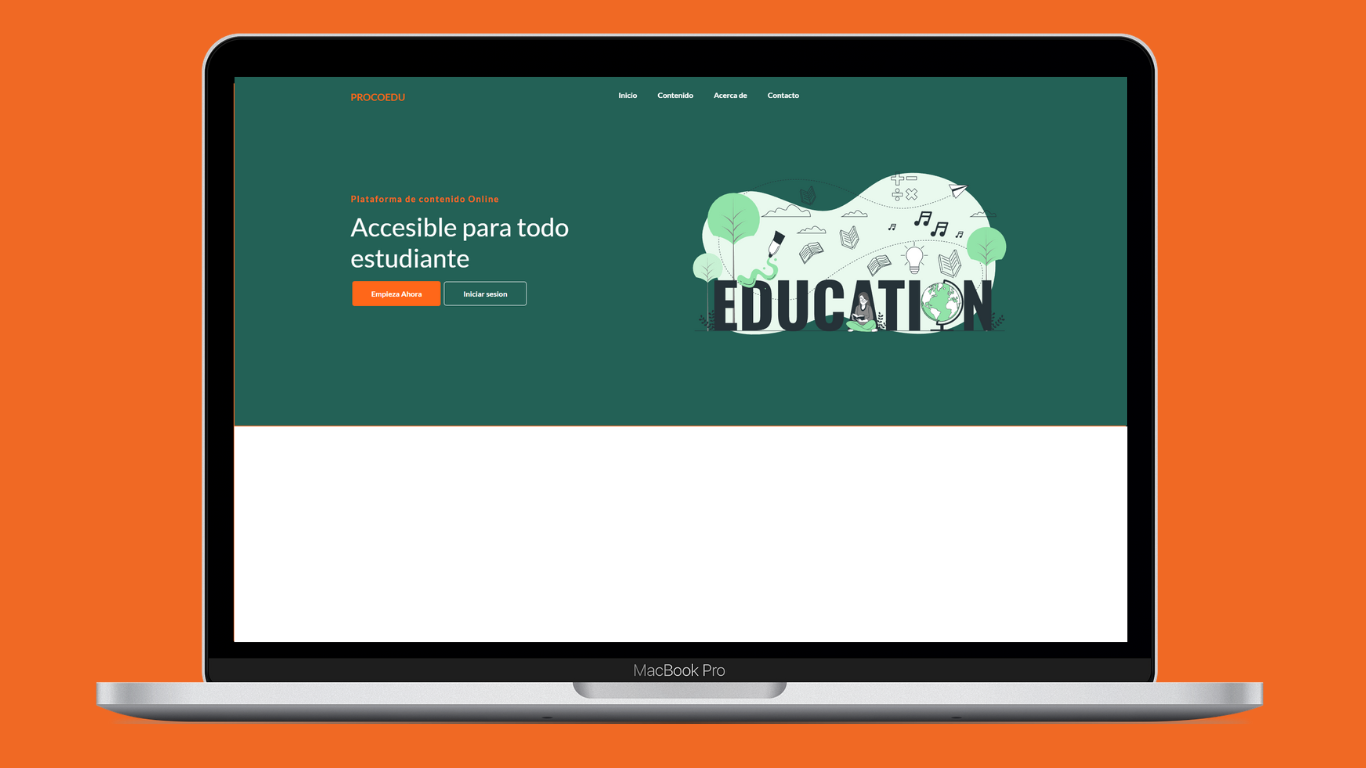 PROCOEDU
Inicio Contenido Acerca de Contacto
Plataforma de contenido Online
Accesible para todo
estudiante
Empieza Ahora Iniciar sesion
EDUCATION
MacBook Pro